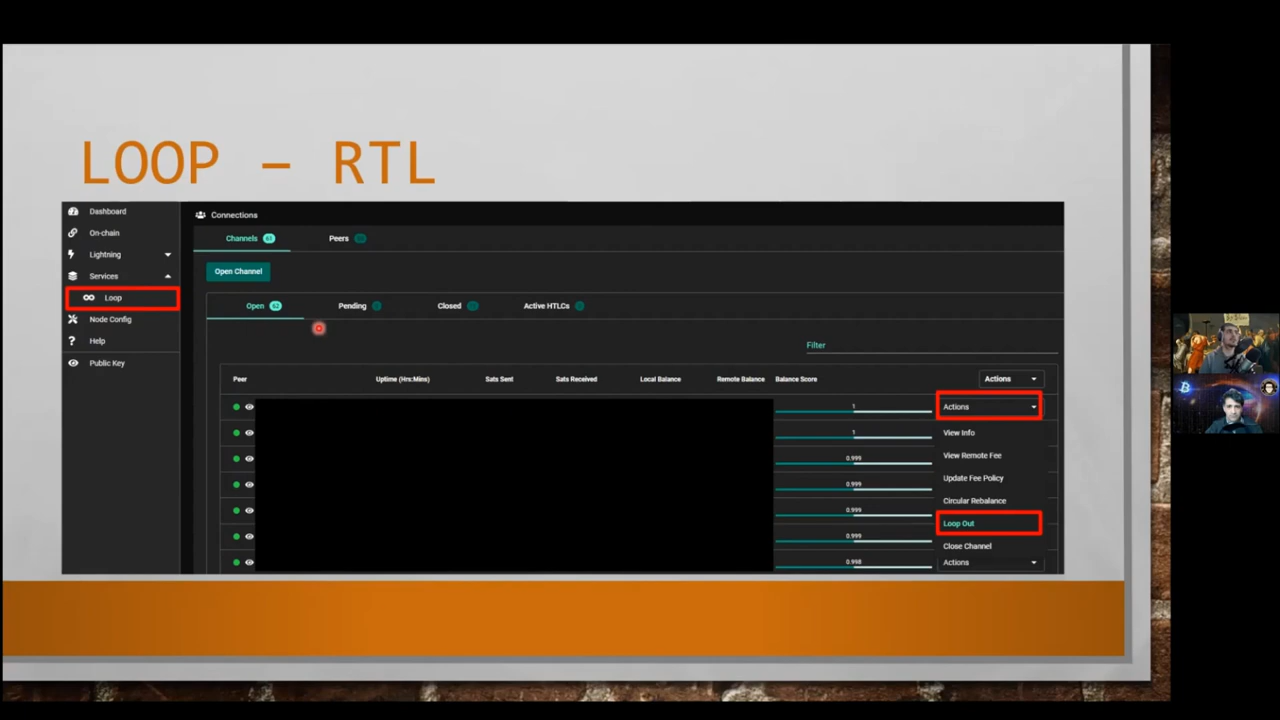 LOOP – RTL
Dashboard
On-chain
Lightning
Services
Loop
Node Config
Help
Public Key
Connections
Channels 61 Peers
Open Channel
Open 52 Pending Closed Active HTLCs
Filter
Peer Uptime (Hrs:Mins) Sats Sent Sats Received Local Balance Remote Balance Balance Score Actions
1 Actions
1 View Info
View Remote Fee
0.999
Update Fee Policy
0.999
Circular Rebalance
0.999
Loop Out
0.999
Close Channel
0.998 Actions